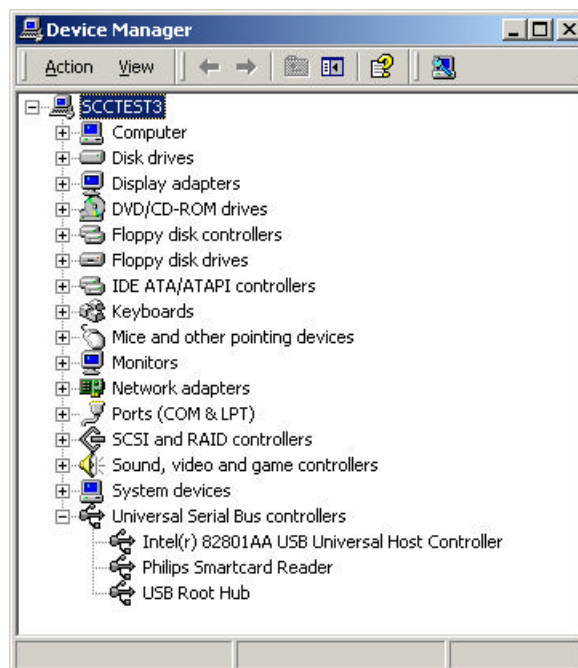 Device Manager
Action View
SCCTEST3
Computer
Disk drives
Display adapters
DVD/CD-ROM drives
Floppy disk controllers
Floppy disk drives
IDE ATA/ATAPI controllers
Keyboards
Mice and other pointing devices
Monitors
Network adapters
Ports (COM & LPT)
SCSI and RAID controllers
Sound, video and game controllers
System devices
Universal Serial Bus controllers
Intel(r) 82801AA USB Universal Host Controller
Philips Smartcard Reader
USB Root Hub